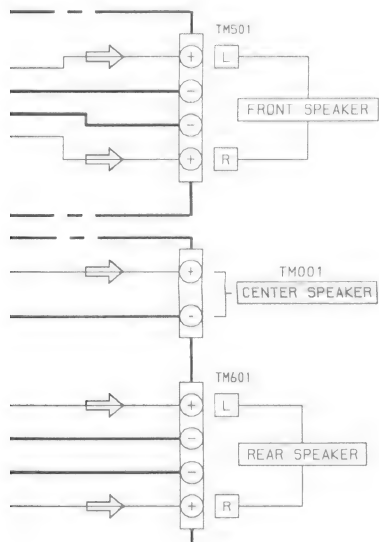 TM501
+ L
−
FRONT SPEAKER
−
+ R
+
TM001
CENTER SPEAKER
-
TM601
+ L
−
REAR SPEAKER
−
+ R